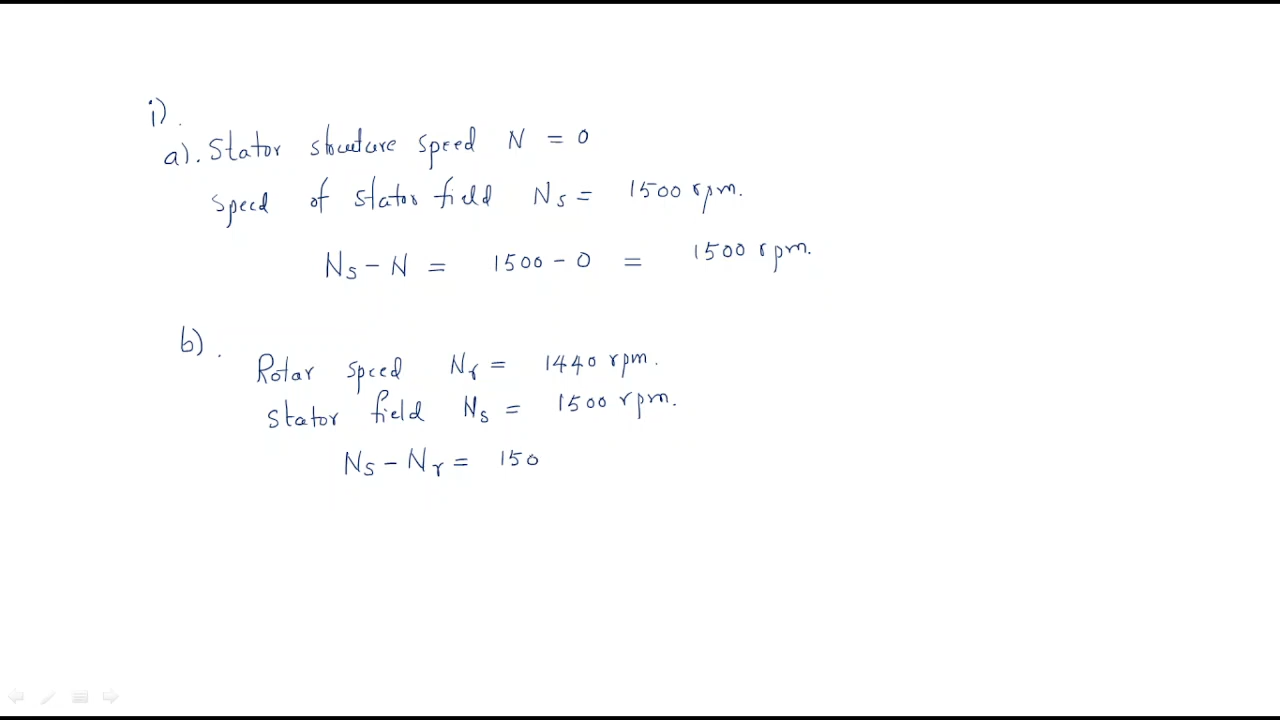 i).
a). Stator structure speed N = 0
Speed of stator field Ns = 1500 rpm.
Ns - N = 1500 - 0 = 1500 rpm.
b).
Rotar speed Nr = 1440 rpm.
Stator field Ns = 1500 rpm.
Ns - Nr = 150